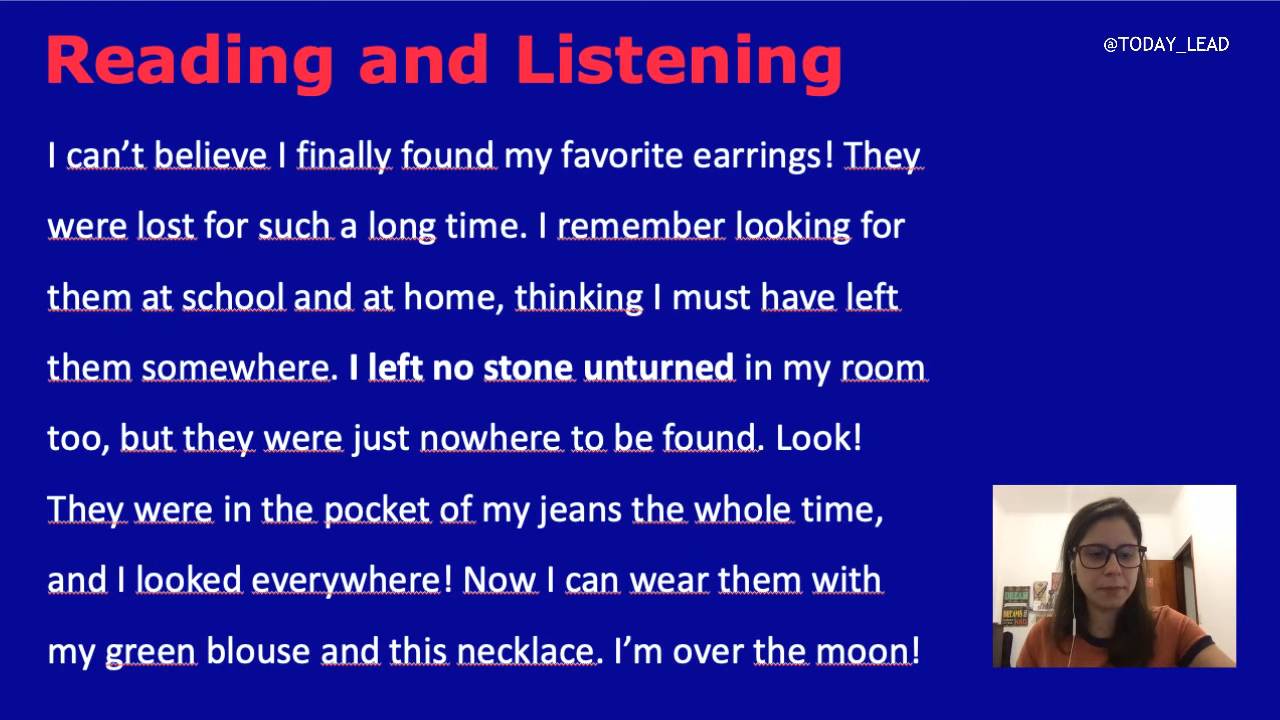 Reading and Listening
@TODAY_LEAD
I can’t believe I finally found my favorite earrings! They
were lost for such a long time. I remember looking for
them at school and at home, thinking I must have left
them somewhere. I left no stone unturned in my room
too, but they were just nowhere to be found. Look!
They were in the pocket of my jeans the whole time,
and I looked everywhere! Now I can wear them with
my green blouse and this necklace. I’m over the moon!
DREAM